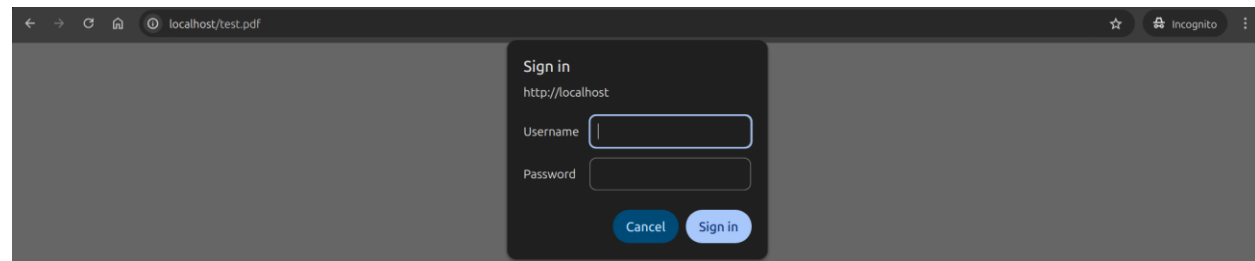 localhost/test.pdf
Incognito
Sign in
http://localhost
Username
Password
Cancel Sign in